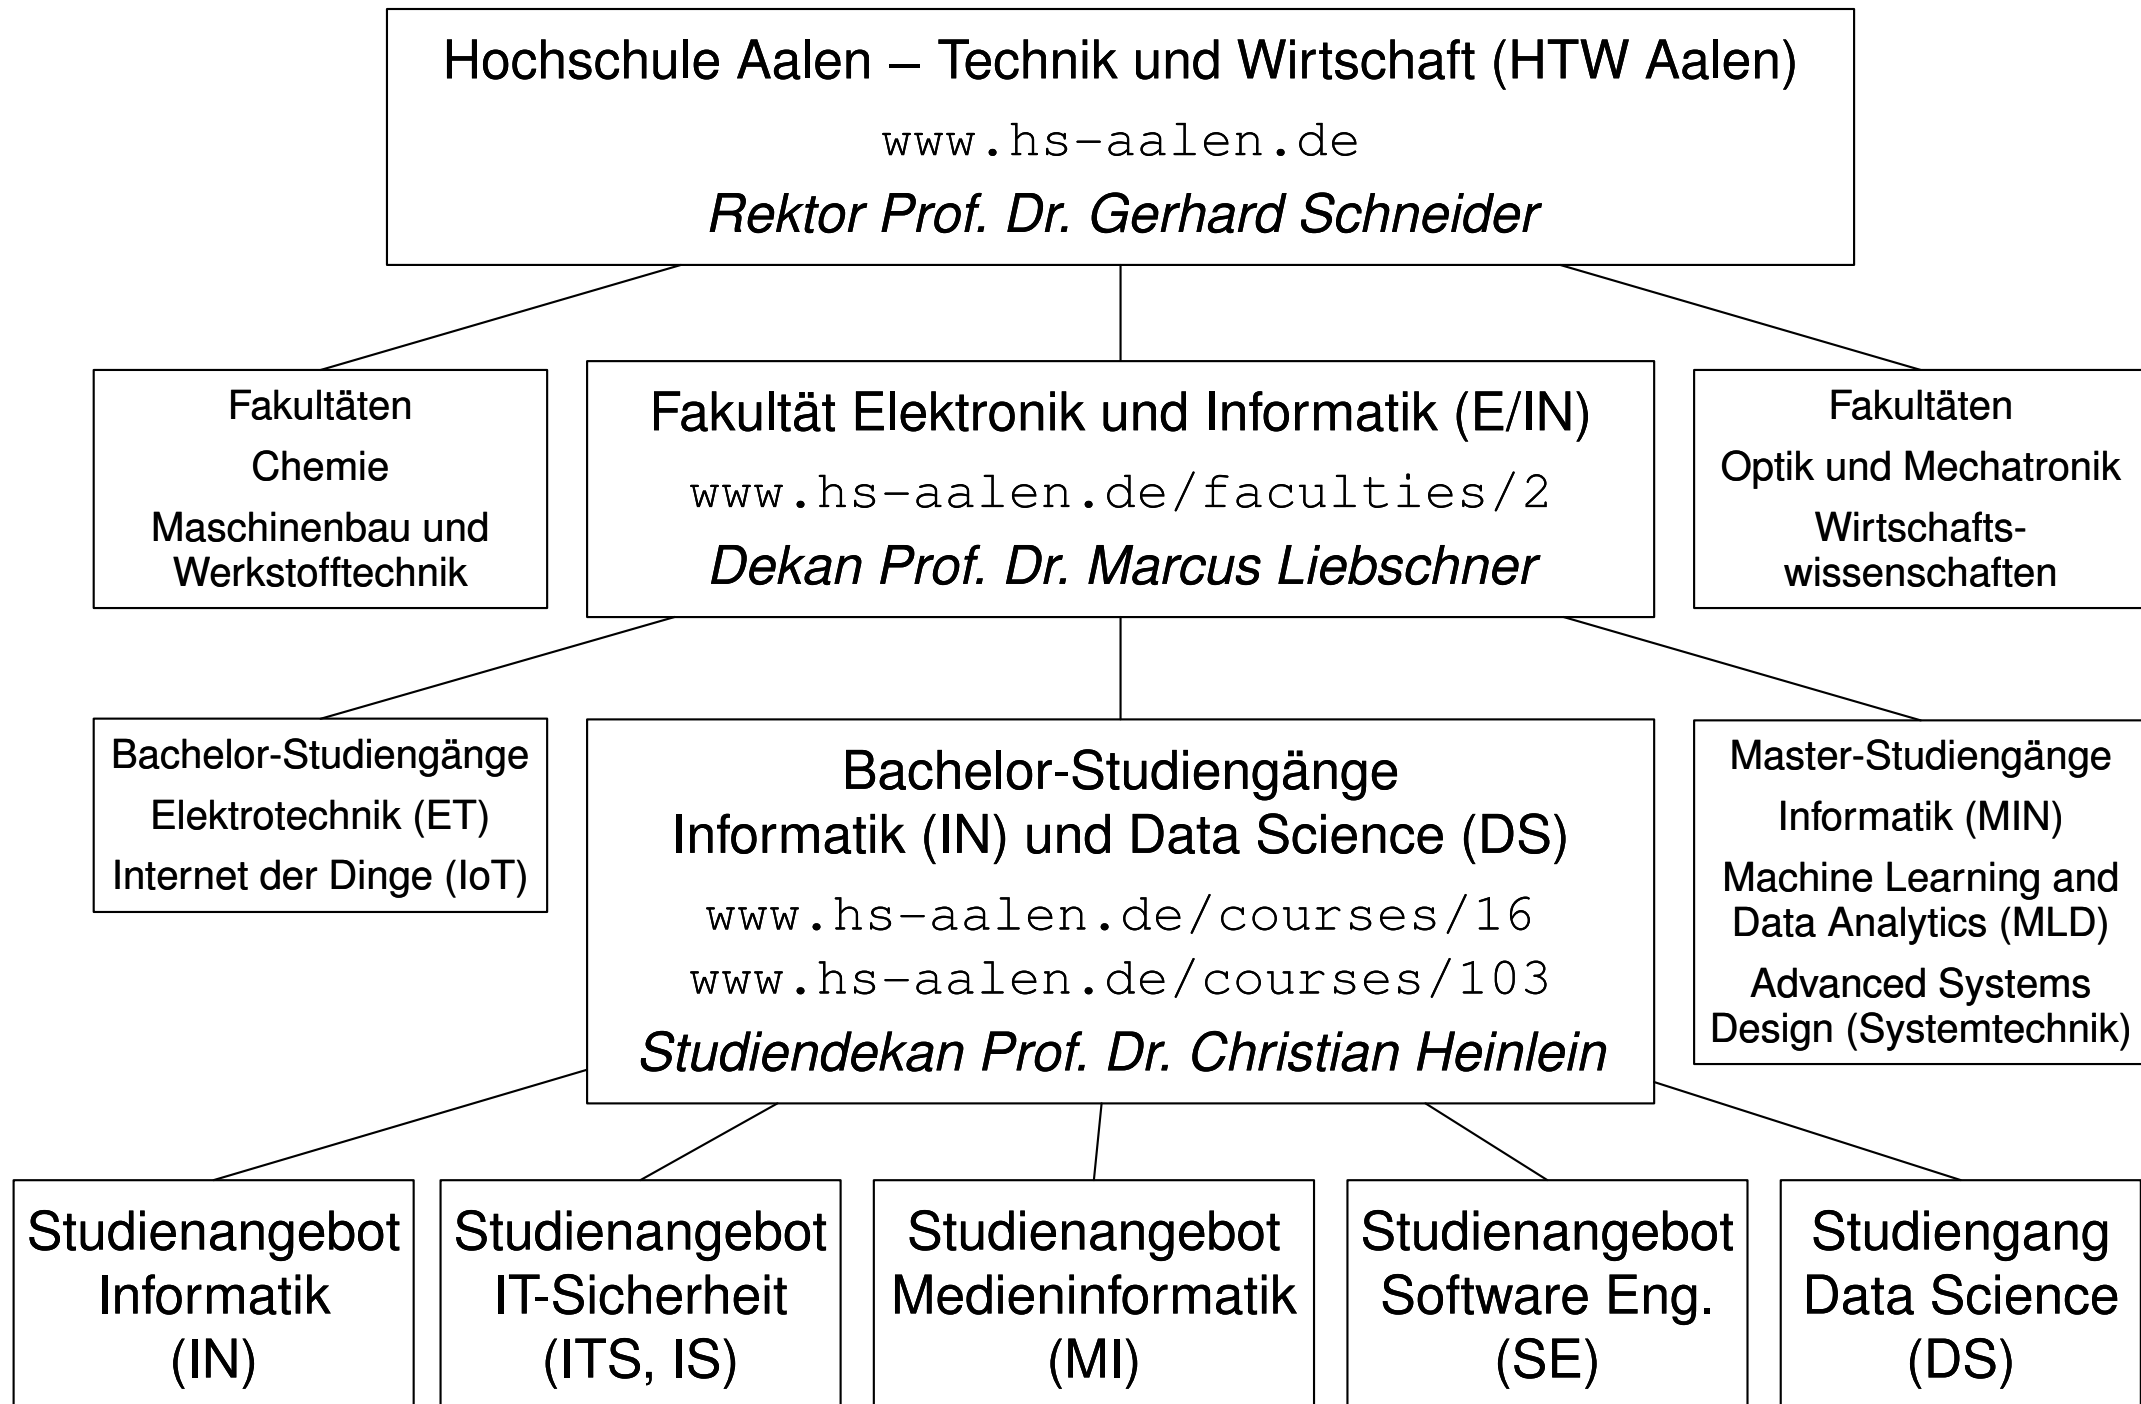 Hochschule Aalen – Technik und Wirtschaft (HTW Aalen)
www.hs-aalen.de
Rektor Prof. Dr. Gerhard Schneider
Fakultäten
Chemie
Maschinenbau und
Werkstofftechnik
Fakultät Elektronik und Informatik (E/IN)
www.hs-aalen.de/faculties/2
Dekan Prof. Dr. Marcus Liebschner
Fakultäten
Optik und Mechatronik
Wirtschafts-
wissenschaften
Bachelor-Studiengänge
Elektrotechnik (ET)
Internet der Dinge (IoT)
Bachelor-Studiengänge
Informatik (IN) und Data Science (DS)
www.hs-aalen.de/courses/16
www.hs-aalen.de/courses/103
Studiendekan Prof. Dr. Christian Heinlein
Master-Studiengänge
Informatik (MIN)
Machine Learning and
Data Analytics (MLD)
Advanced Systems
Design (Systemtechnik)
Studienangebot
Informatik
(IN)
Studienangebot
IT-Sicherheit
(ITS, IS)
Studienangebot
Medieninformatik
(MI)
Studienangebot
Software Eng.
(SE)
Studiengang
Data Science
(DS)